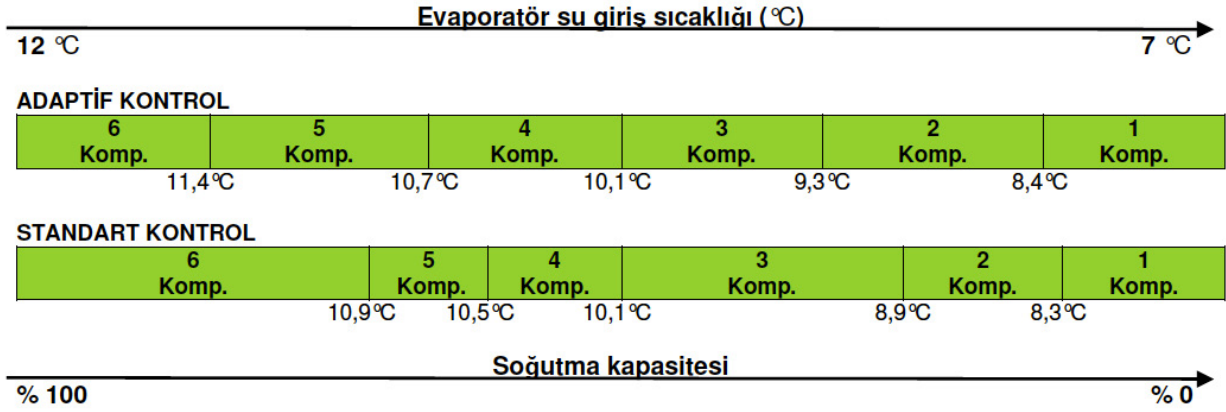 Evaporatör su giriş sıcaklığı (°C)
12 °C 7 °C
ADAPTİF KONTROL
6 5 4 3 2 1
Komp. Komp. Komp. Komp. Komp. Komp.
11,4°C 10,7°C 10,1°C 9,3°C 8,4°C
STANDART KONTROL
6 5 4 3 2 1
Komp. Komp. Komp. Komp. Komp. Komp.
10,9°C 10,5°C 10,1°C 8,9°C 8,3°C
Soğutma kapasitesi
% 100 % 0